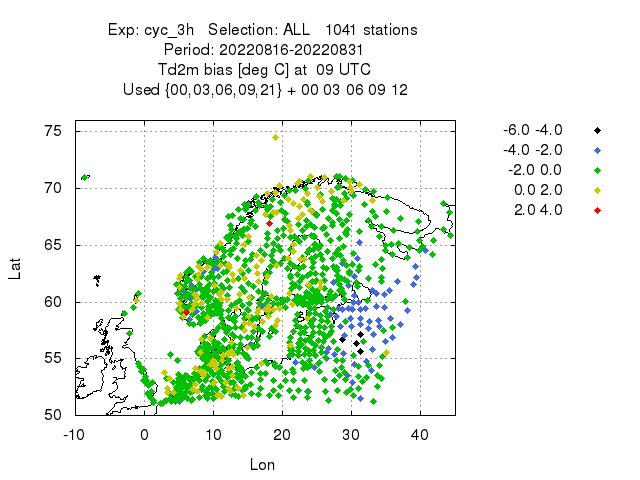 Exp: cyc_3h   Selection: ALL   1041 stations
Period: 20220816-20220831
Td2m bias [deg C] at  09 UTC
Used {00,03,06,09,21} + 00 03 06 09 12
-6.0 -4.0
-4.0 -2.0
-2.0 0.0
0.0 2.0
2.0 4.0
75
70
65
60
55
50
Lat
-10 0 10 20 30 40
Lon